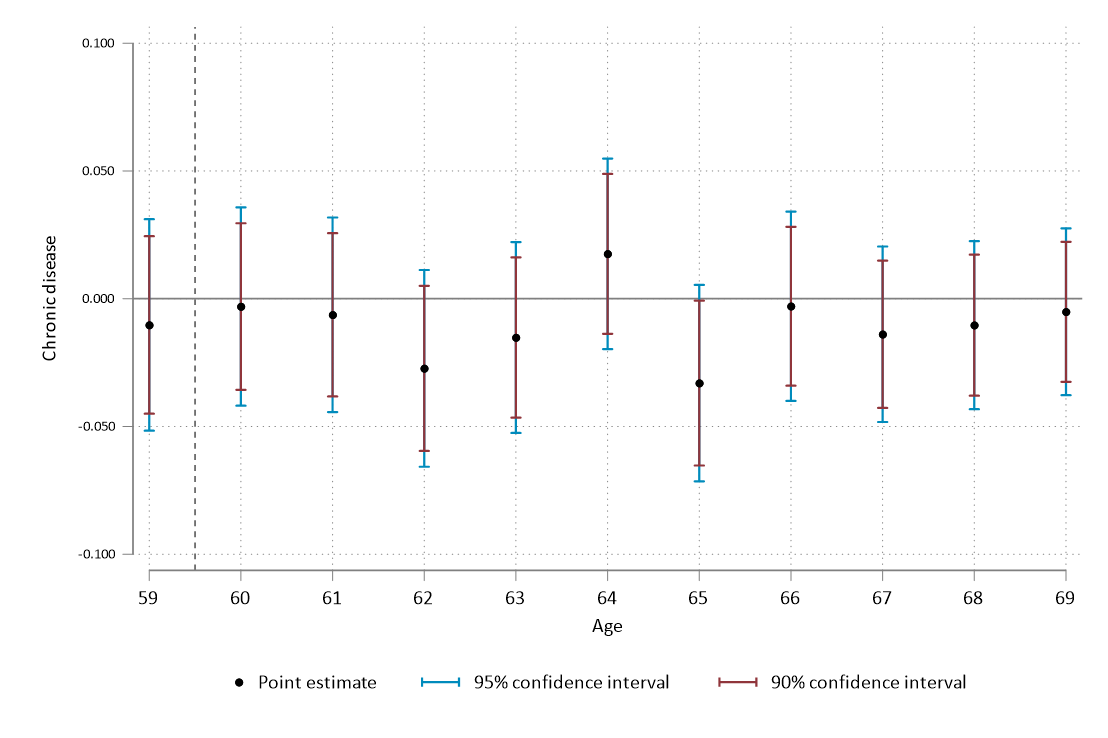 0.100
0.050
0.000
-0.050
-0.100
Chronic disease
59 60 61 62 63 64 65 66 67 68 69
Age
Point estimate 95% confidence interval 90% confidence interval